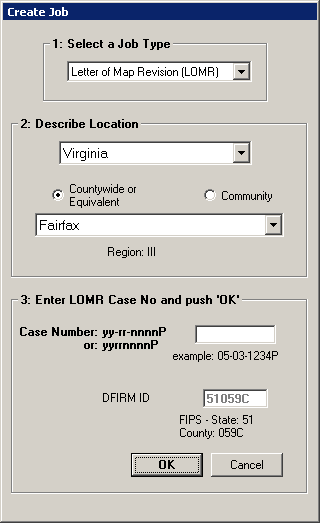 Create Job
1: Select a Job Type
Letter of Map Revision (LOMR)
2: Describe Location
Virginia
Countywide or
Equivalent
Community
Fairfax
Region: III
3: Enter LOMR Case No and push 'OK'
Case Number: yy-rr-nnnnP
or: yyrrnnnnP
example: 05-03-1234P
DFIRM ID
51059C
FIPS - State: 51
County: 059C
OK
Cancel